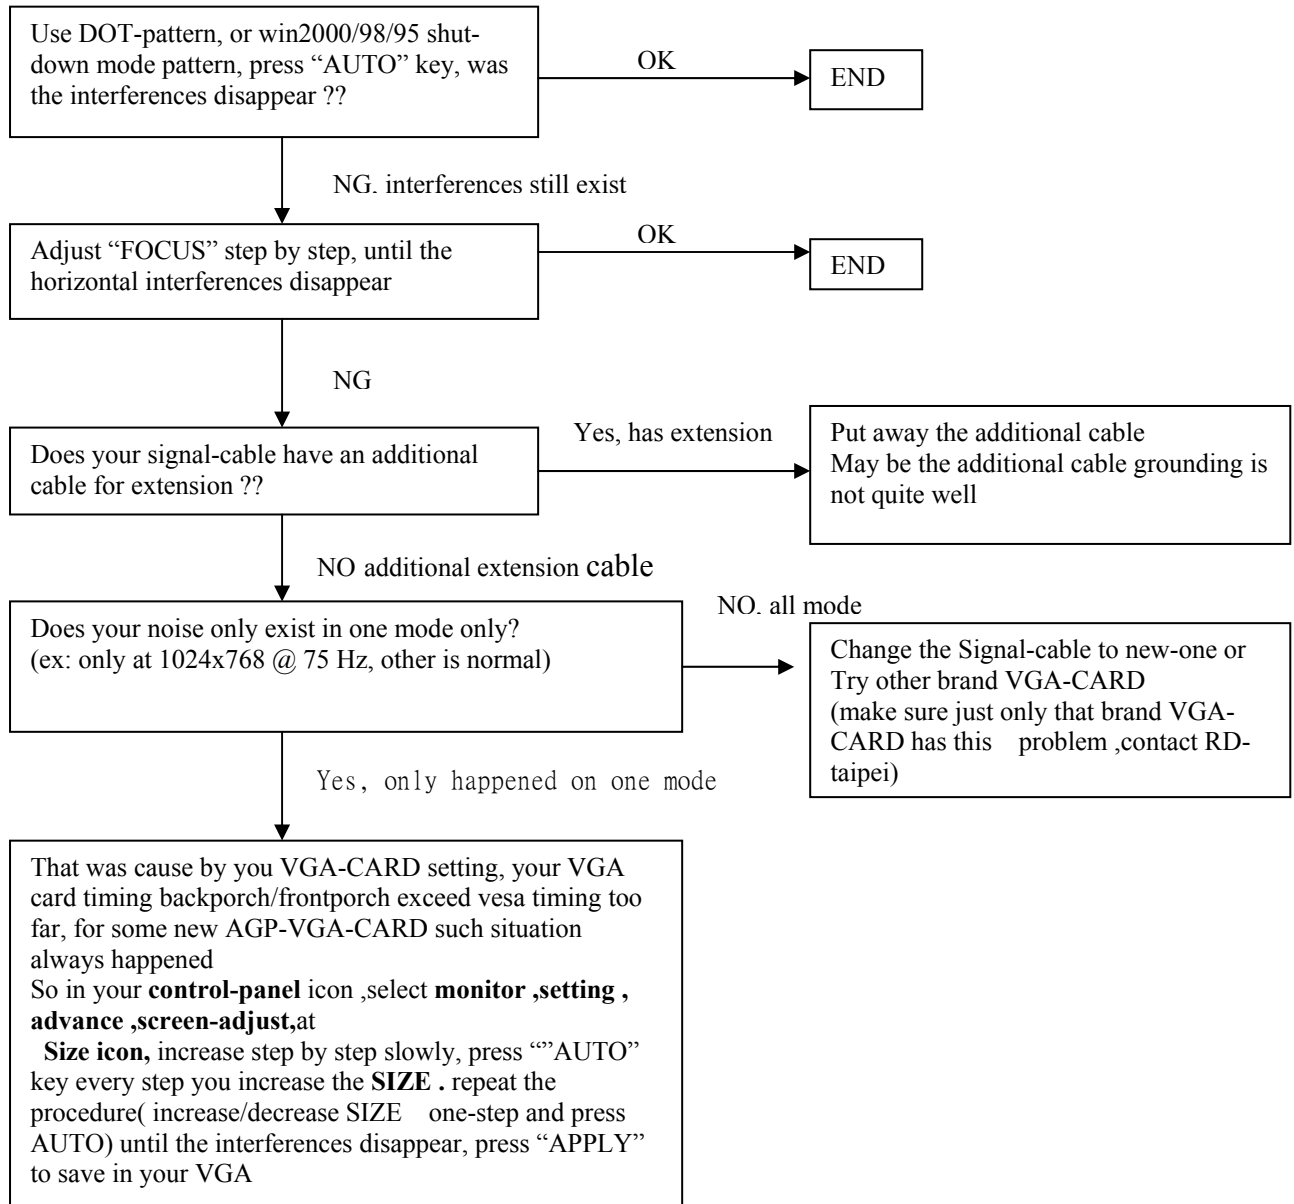 Use DOT-pattern, or win2000/98/95 shut-
down mode pattern, press “AUTO” key, was
the interferences disappear ??
OK
END
NG. interferences still exist
Adjust “FOCUS” step by step, until the
horizontal interferences disappear
OK
END
NG
Does your signal-cable have an additional
cable for extension ??
Yes, has extension
Put away the additional cable
May be the additional cable grounding is
not quite well
NO additional extension cable
Does your noise only exist in one mode only?
(ex: only at 1024x768 @ 75 Hz, other is normal)
NO. all mode
Change the Signal-cable to new-one or
Try other brand VGA-CARD
(make sure just only that brand VGA-
CARD has this problem ,contact RD-
taipei)
Yes, only happened on one mode
That was cause by you VGA-CARD setting, your VGA
card timing backporch/frontporch exceed vesa timing too
far, for some new AGP-VGA-CARD such situation
always happened
So in your control-panel icon ,select monitor ,setting ,
advance ,screen-adjust,at
Size icon, increase step by step slowly, press “”AUTO”
key every step you increase the SIZE . repeat the
procedure( increase/decrease SIZE one-step and press
AUTO) until the interferences disappear, press “APPLY”
to save in your VGA